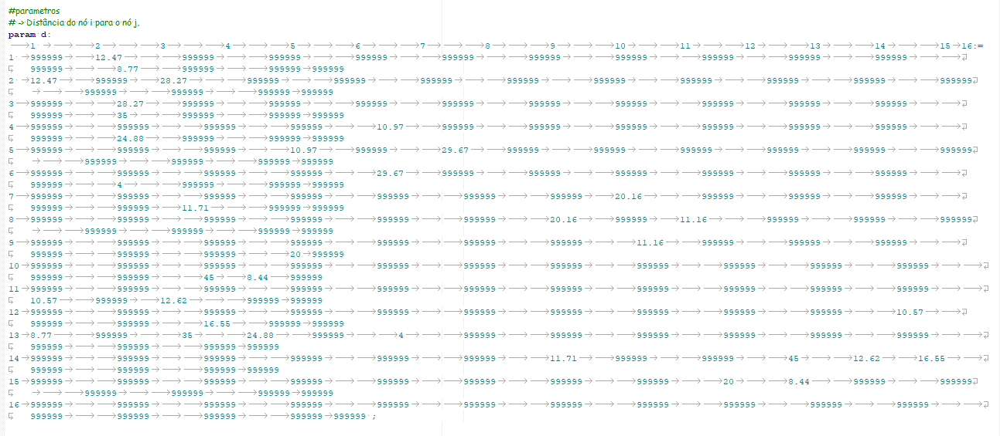 #parametros
# -> Distância do nó i para o nó j,
param d:
1 2 3 4 5 6 7 8 9 10 11 12 13 14 15 16:=
1 999999 12.47 999999 999999 999999 999999 999999 999999 999999 999999 999999
999999 8.77 999999 999999 999999
2 12.47 999999 28.27 999999 999999 999999 999999 999999 999999 999999 999999 999999
999999 999999 999999 999999
3 999999 28.27 999999 999999 999999 999999 999999 999999 999999 999999 999999
999999 35 999999 999999 999999
4 999999 999999 999999 999999 10.97 999999 999999 999999 999999 999999 999999
999999 24.88 999999 999999 999999
5 999999 999999 999999 10.97 999999 29.67 999999 999999 999999 999999 999999 999999
999999 999999 999999 999999
6 999999 999999 999999 999999 29.67 999999 999999 999999 999999 999999 999999
999999 4 999999 999999 999999
7 999999 999999 999999 999999 999999 999999 999999 20.16 999999 999999 999999
999999 999999 11.71 999999 999999
8 999999 999999 999999 999999 999999 999999 20.16 999999 11.16 999999 999999 999999
999999 999999 999999 999999
9 999999 999999 999999 999999 999999 999999 999999 11.16 999999 999999 999999
999999 999999 999999 20 999999
10 999999 999999 999999 999999 999999 999999 999999 999999 999999 999999 999999
999999 999999 45 8.44 999999
11 999999 999999 999999 999999 999999 999999 999999 999999 999999 999999 999999
10.57 999999 12.62 999999 999999
12 999999 999999 999999 999999 999999 999999 999999 999999 999999 999999 10.57
999999 999999 16.55 999999 999999
13 8.77 999999 35 24.88 999999 4 999999 999999 999999 999999 999999 999999
999999 999999 999999 999999
14 999999 999999 999999 999999 999999 999999 11.71 999999 999999 45 12.62 16.55
999999 999999 999999 999999
15 999999 999999 999999 999999 999999 999999 999999 999999 20 8.44 999999 999999
999999 999999 999999 999999
16 999999 999999 999999 999999 999999 999999 999999 999999 999999 999999 999999
999999 999999 999999 999999 999999 ;